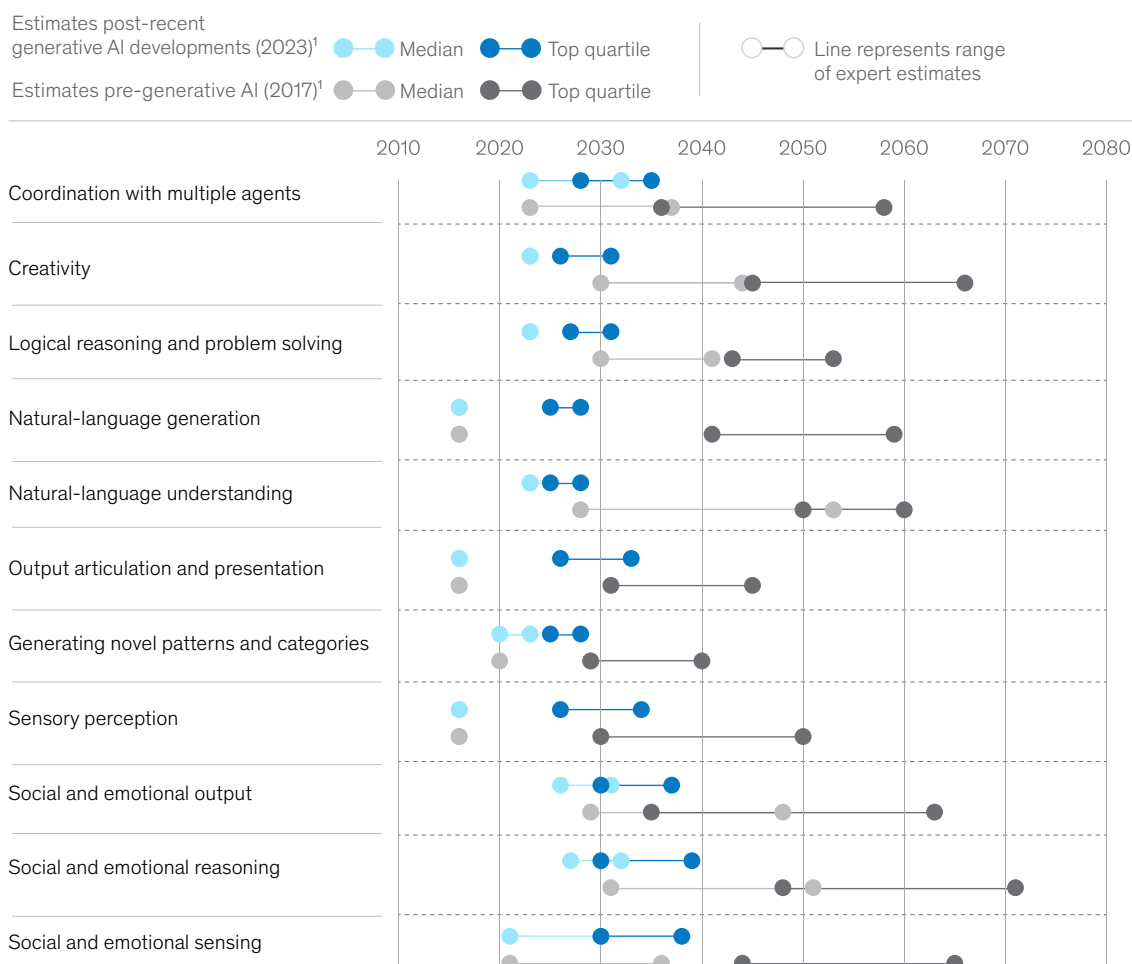 Estimates post-recent
generative AI developments (2023)¹
Median
Top quartile
Line represents range
of expert estimates
Estimates pre-generative AI (2017)¹
Median
Top quartile
2010 2020 2030 2040 2050 2060 2070 2080
Coordination with multiple agents
Creativity
Logical reasoning and problem solving
Natural-language generation
Natural-language understanding
Output articulation and presentation
Generating novel patterns and categories
Sensory perception
Social and emotional output
Social and emotional reasoning
Social and emotional sensing